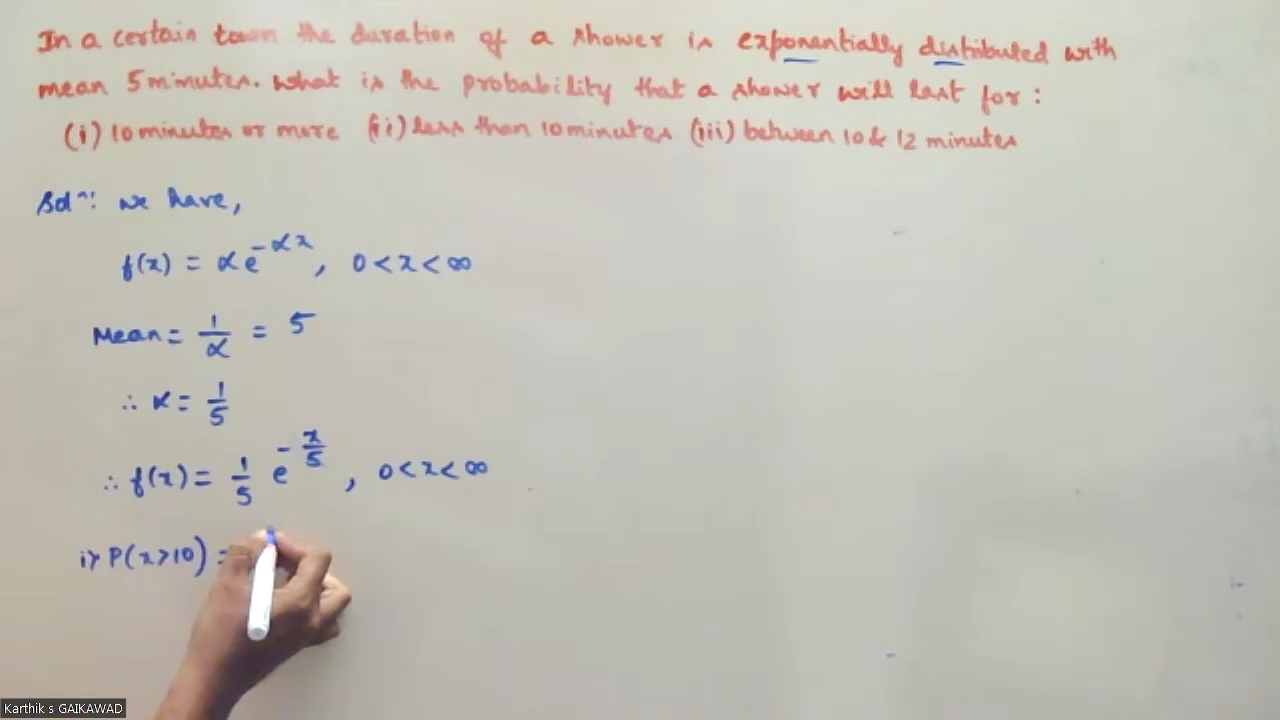 In a certain town the duration of a shower is exponentially distributed with
mean 5 minutes. What is the probability that a shower will last for :
(i) 10 minutes or more (ii) less than 10 minutes (iii) between 10 & 12 minutes
Solⁿ: we have,
f(x) = αe^{-αx}, 0<x<∞
Mean = 1/α = 5
∴ α = 1/5
∴ f(x) = 1/5 e^{-x/5}, 0<x<∞
i> P(x>10) =
Karthik s GAIKAWAD